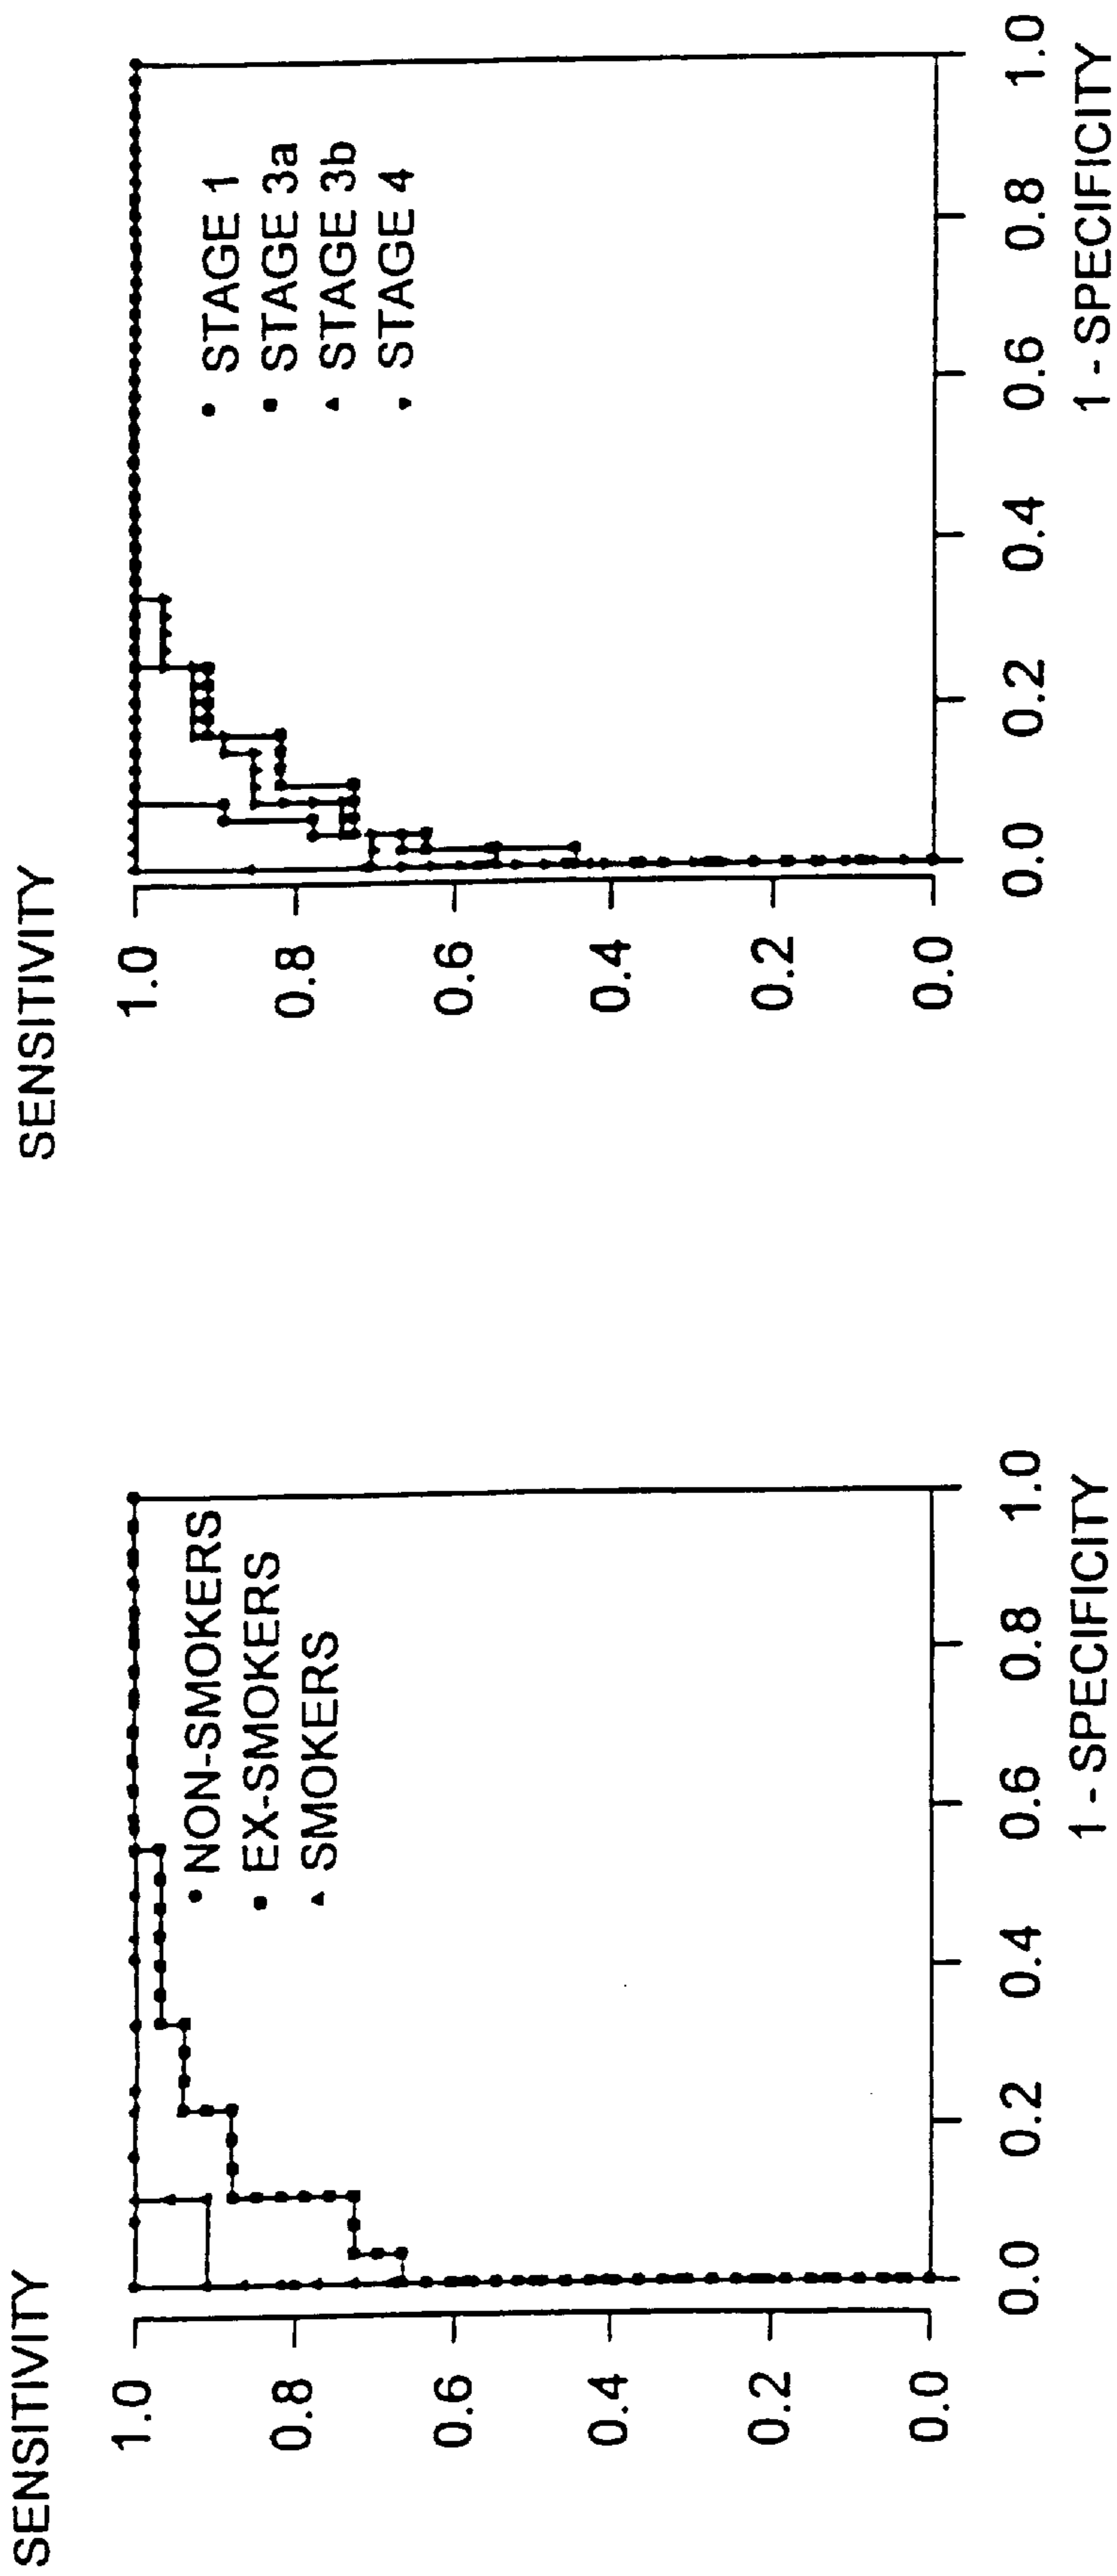 SENSITIVITY
1.0
0.8
0.6
0.4
0.2
0.0
0.0 0.2 0.4 0.6 0.8 1.0
1 - SPECIFICITY
NON-SMOKERS
EX-SMOKERS
SMOKERS
SENSITIVITY
1.0
0.8
0.6
0.4
0.2
0.0
0.0 0.2 0.4 0.6 0.8 1.0
1 - SPECIFICITY
STAGE 1
STAGE 3a
STAGE 3b
STAGE 4